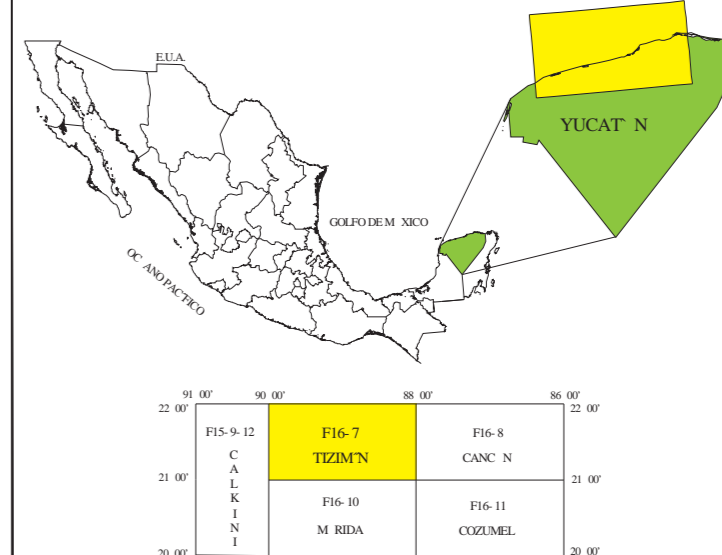 E.U.A.
YUCAT` N
GOLFO DE M XICO
OC ANO PAC˝FICO
91 00' 90 00' 88 00' 86 00'
22 00' 22 00'
F15- 9- 12
CALKINI
F16- 7
TIZIM˝N
F16- 8
CANC N
21 00' 21 00'
F16- 10
M RIDA
F16- 11
COZUMEL
20 00' 20 00'